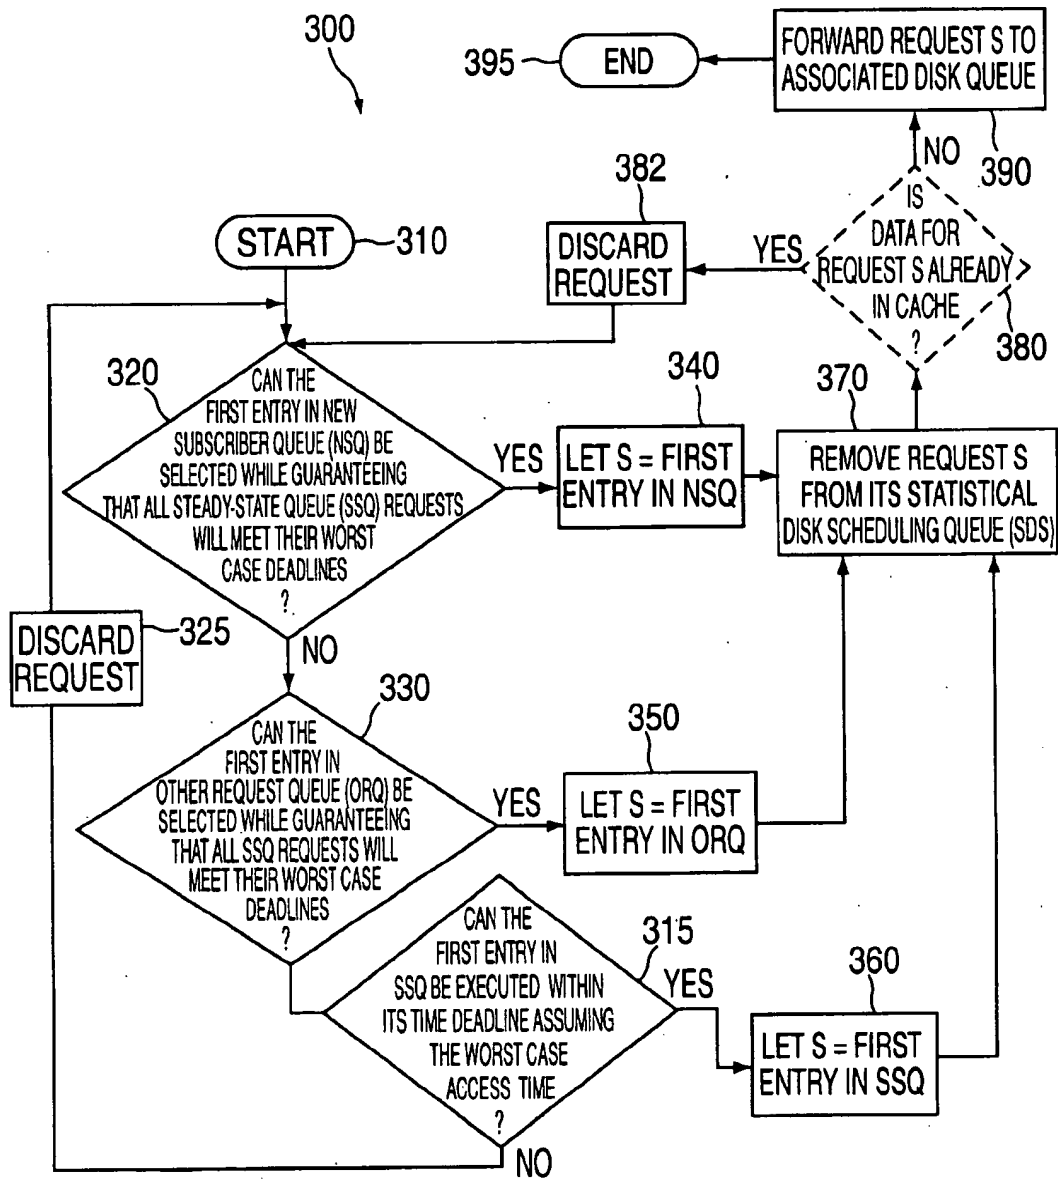 300
395
END
FORWARD REQUEST S TO
ASSOCIATED DISK QUEUE
390
NO
382
START
310
DISCARD
REQUEST
YES
IS
DATA FOR
REQUEST S ALREADY
IN CACHE
?
380
320
CAN THE
FIRST ENTRY IN NEW
SUBSCRIBER QUEUE (NSQ) BE
SELECTED WHILE GUARANTEEING
THAT ALL STEADY-STATE QUEUE (SSQ) REQUESTS
WILL MEET THEIR WORST
CASE DEADLINES
?
YES
340
LET S = FIRST
ENTRY IN NSQ
370
REMOVE REQUEST S
FROM ITS STATISTICAL
DISK SCHEDULING QUEUE (SDS)
DISCARD
REQUEST
325
NO
330
CAN THE
FIRST ENTRY IN
OTHER REQUEST QUEUE (ORQ) BE
SELECTED WHILE GUARANTEEING
THAT ALL SSQ REQUESTS WILL
MEET THEIR WORST CASE
DEADLINES
?
YES
350
LET S = FIRST
ENTRY IN ORQ
CAN THE
FIRST ENTRY IN
SSQ BE EXECUTED WITHIN
ITS TIME DEADLINE ASSUMING
THE WORST CASE
ACCESS TIME
?
315
YES
360
LET S = FIRST
ENTRY IN SSQ
NO